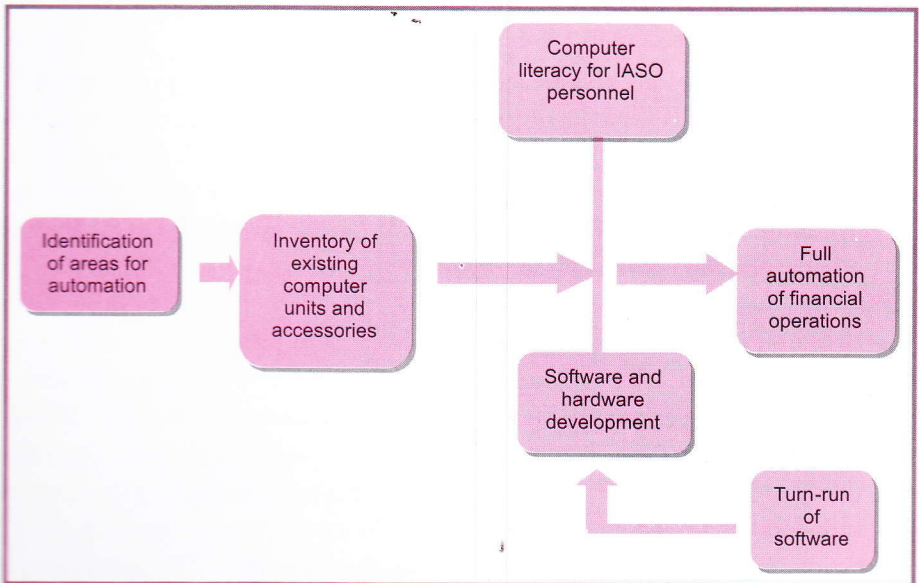 Computer
literacy for IASO
personnel
Identification
of areas for
automation
Inventory of
existing
computer
units and
accessories
Full
automation
of financial
operations
Software and
hardware
development
Turn-run
of
software